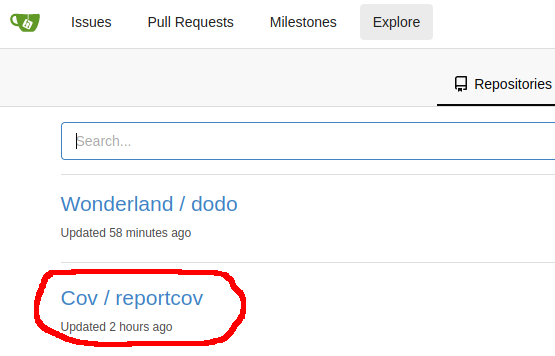 Issues Pull Requests Milestones Explore
Repositories
Search...
Wonderland / dodo
Updated 58 minutes ago
Cov / reportcov
Updated 2 hours ago